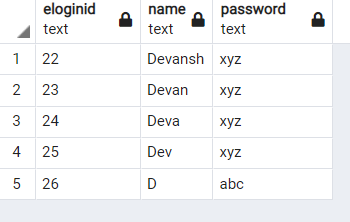 eloginid name password
text text text
1 22 Devansh xyz
2 23 Devan xyz
3 24 Deva xyz
4 25 Dev xyz
5 26 D abc